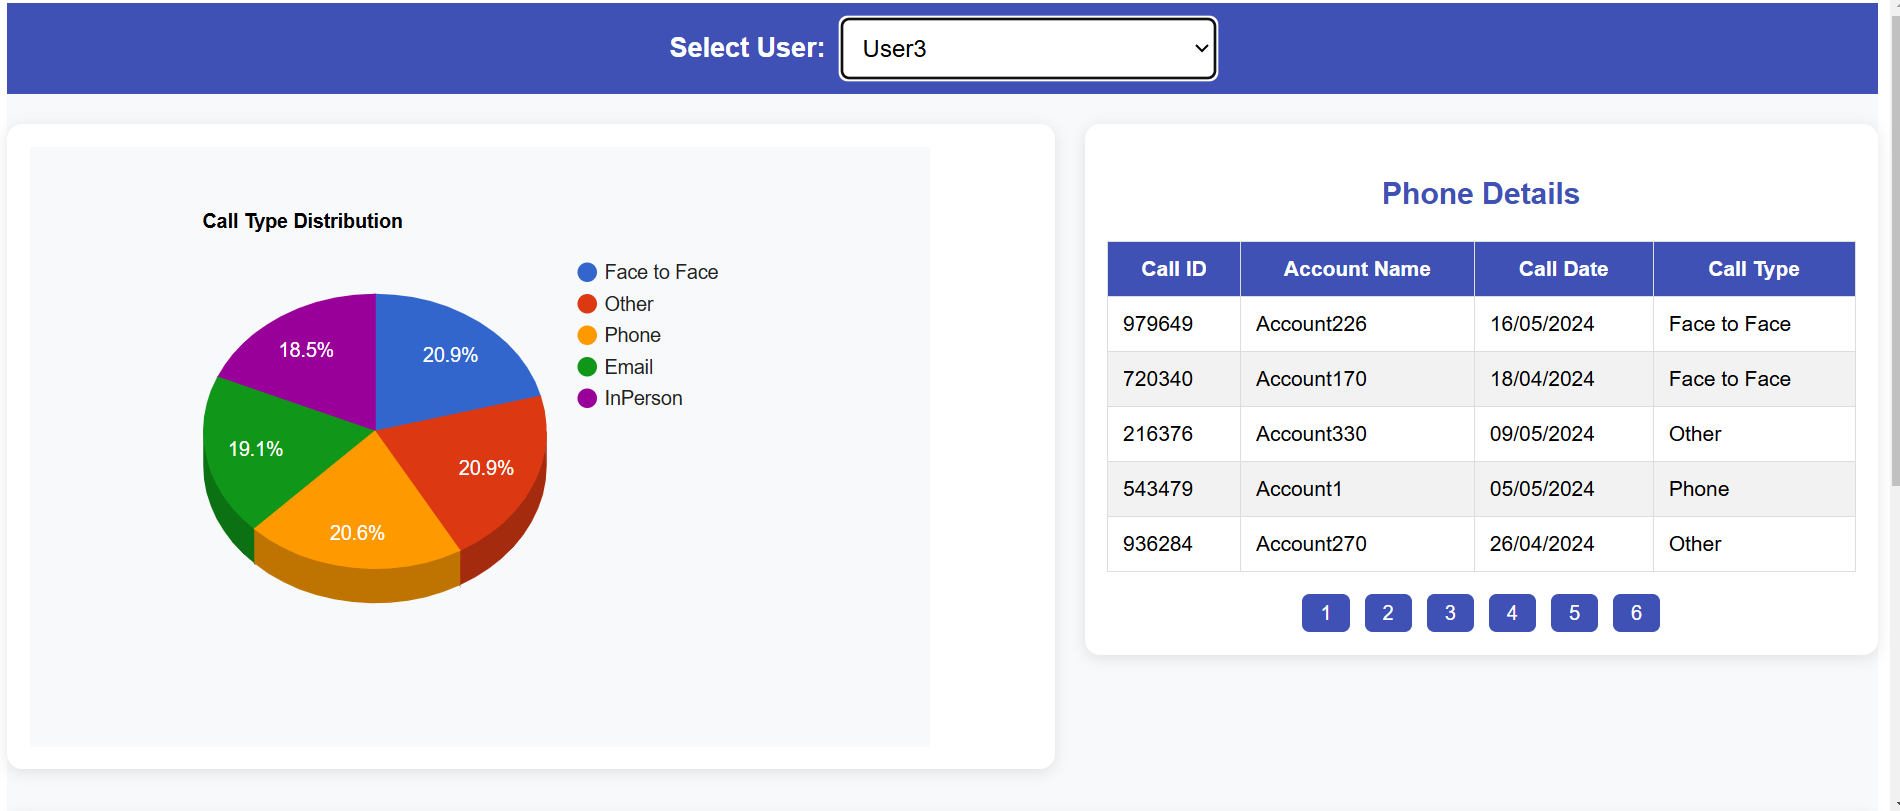 Select User: User3
Call Type Distribution
Face to Face
Other
Phone
Email
InPerson
18.5%
20.9%
19.1%
20.9%
20.6%
Phone Details
Call ID Account Name Call Date Call Type
979649 Account226 16/05/2024 Face to Face
720340 Account170 18/04/2024 Face to Face
216376 Account330 09/05/2024 Other
543479 Account1 05/05/2024 Phone
936284 Account270 26/04/2024 Other
1 2 3 4 5 6